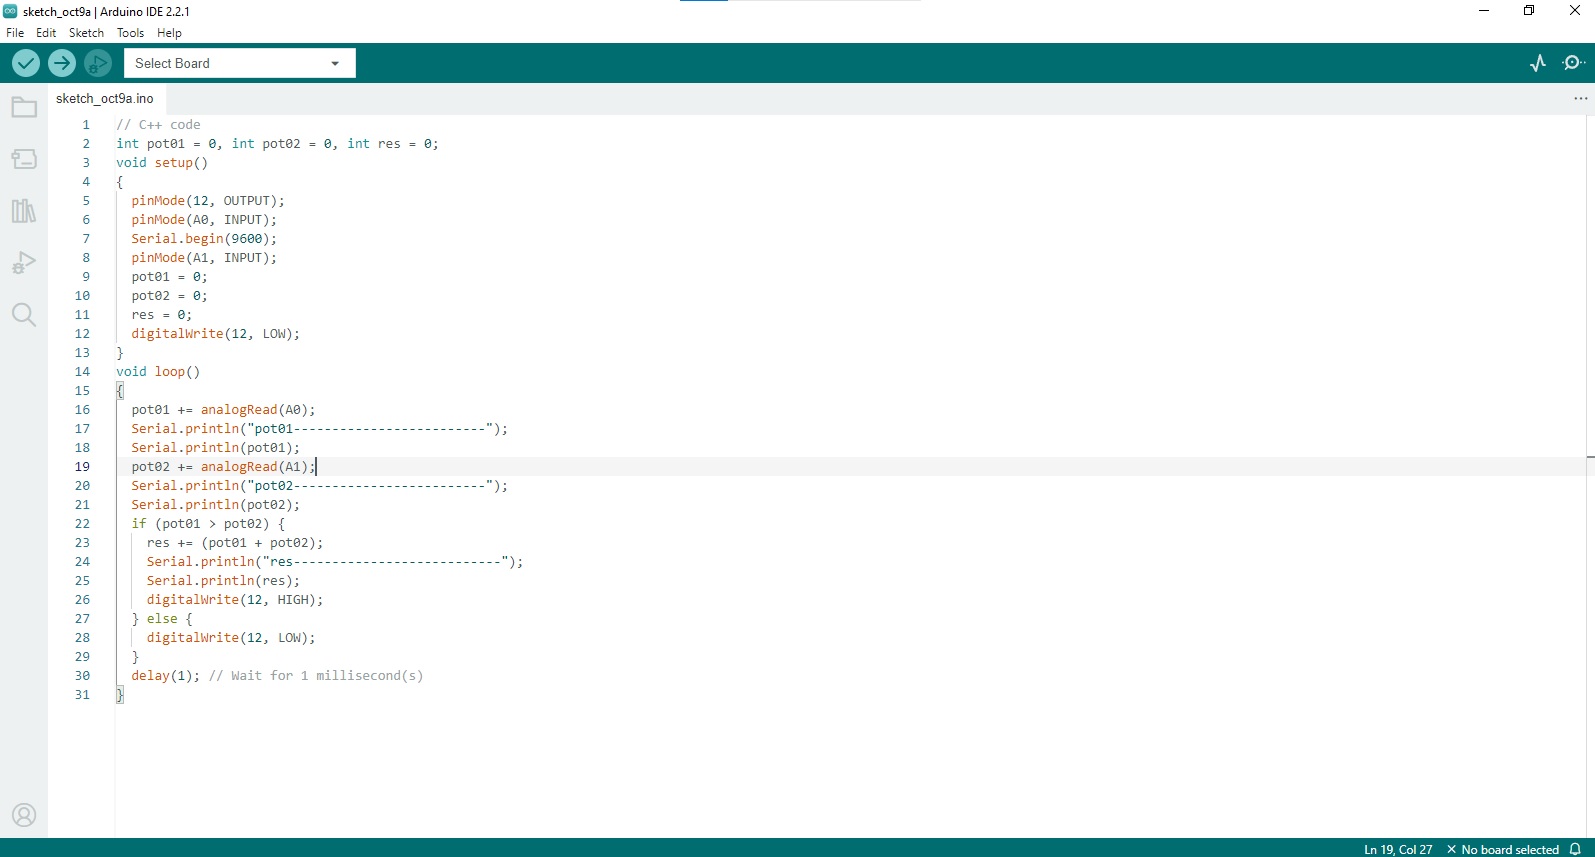 sketch_oct9a | Arduino IDE 2.2.1
File Edit Sketch Tools Help
Select Board
sketch_oct9a.ino
1 // C++ code
2 int pot01 = 0, int pot02 = 0, int res = 0;
3 void setup()
4 {
5 pinMode(12, OUTPUT);
6 pinMode(A0, INPUT);
7 Serial.begin(9600);
8 pinMode(A1, INPUT);
9 pot01 = 0;
10 pot02 = 0;
11 res = 0;
12 digitalWrite(12, LOW);
13 }
14 void loop()
15 {
16 pot01 += analogRead(A0);
17 Serial.println("pot01-------------------------");
18 Serial.println(pot01);
19 pot02 += analogRead(A1);
20 Serial.println("pot02-------------------------");
21 Serial.println(pot02);
22 if (pot01 > pot02) {
23 res += (pot01 + pot02);
24 Serial.println("res---------------------------");
25 Serial.println(res);
26 digitalWrite(12, HIGH);
27 } else {
28 digitalWrite(12, LOW);
29 }
30 delay(1); // Wait for 1 millisecond(s)
31 }
Ln 19, Col 27 × No board selected